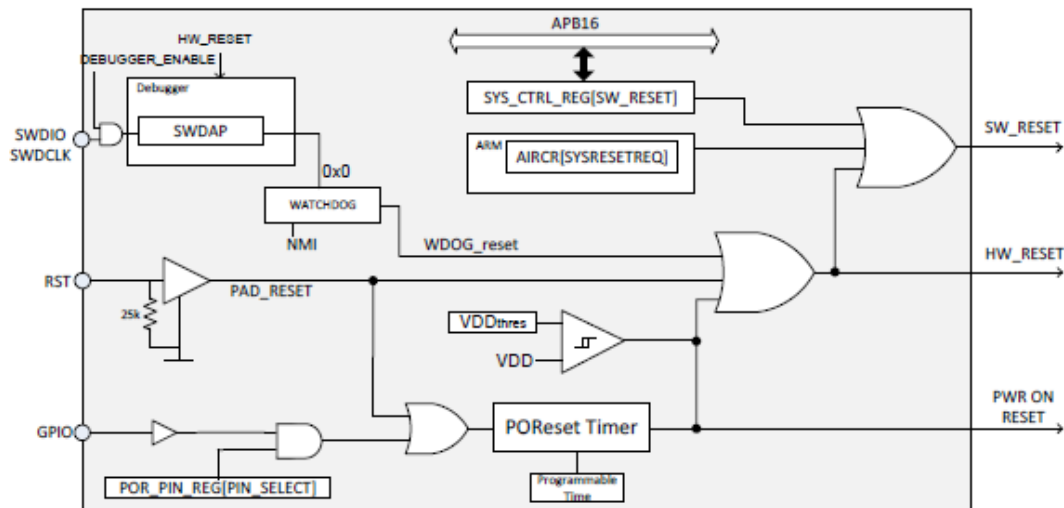 APB16
HW_RESET
DEBUGGER_ENABLE
Debugger
SWDAP
SWDIO
SWDCLK
SYS_CTRL_REG[SW_RESET]
SW_RESET
ARM
AIRCR[SYSRESETREQ]
0x0
WATCHDOG
NMI
WDOG_reset
HW_RESET
RST
PAD_RESET
25k
VDDthres
VDD
PWR ON
RESET
GPIO
POReset Timer
POR_PIN_REG[PIN_SELECT]
Programmable
Time